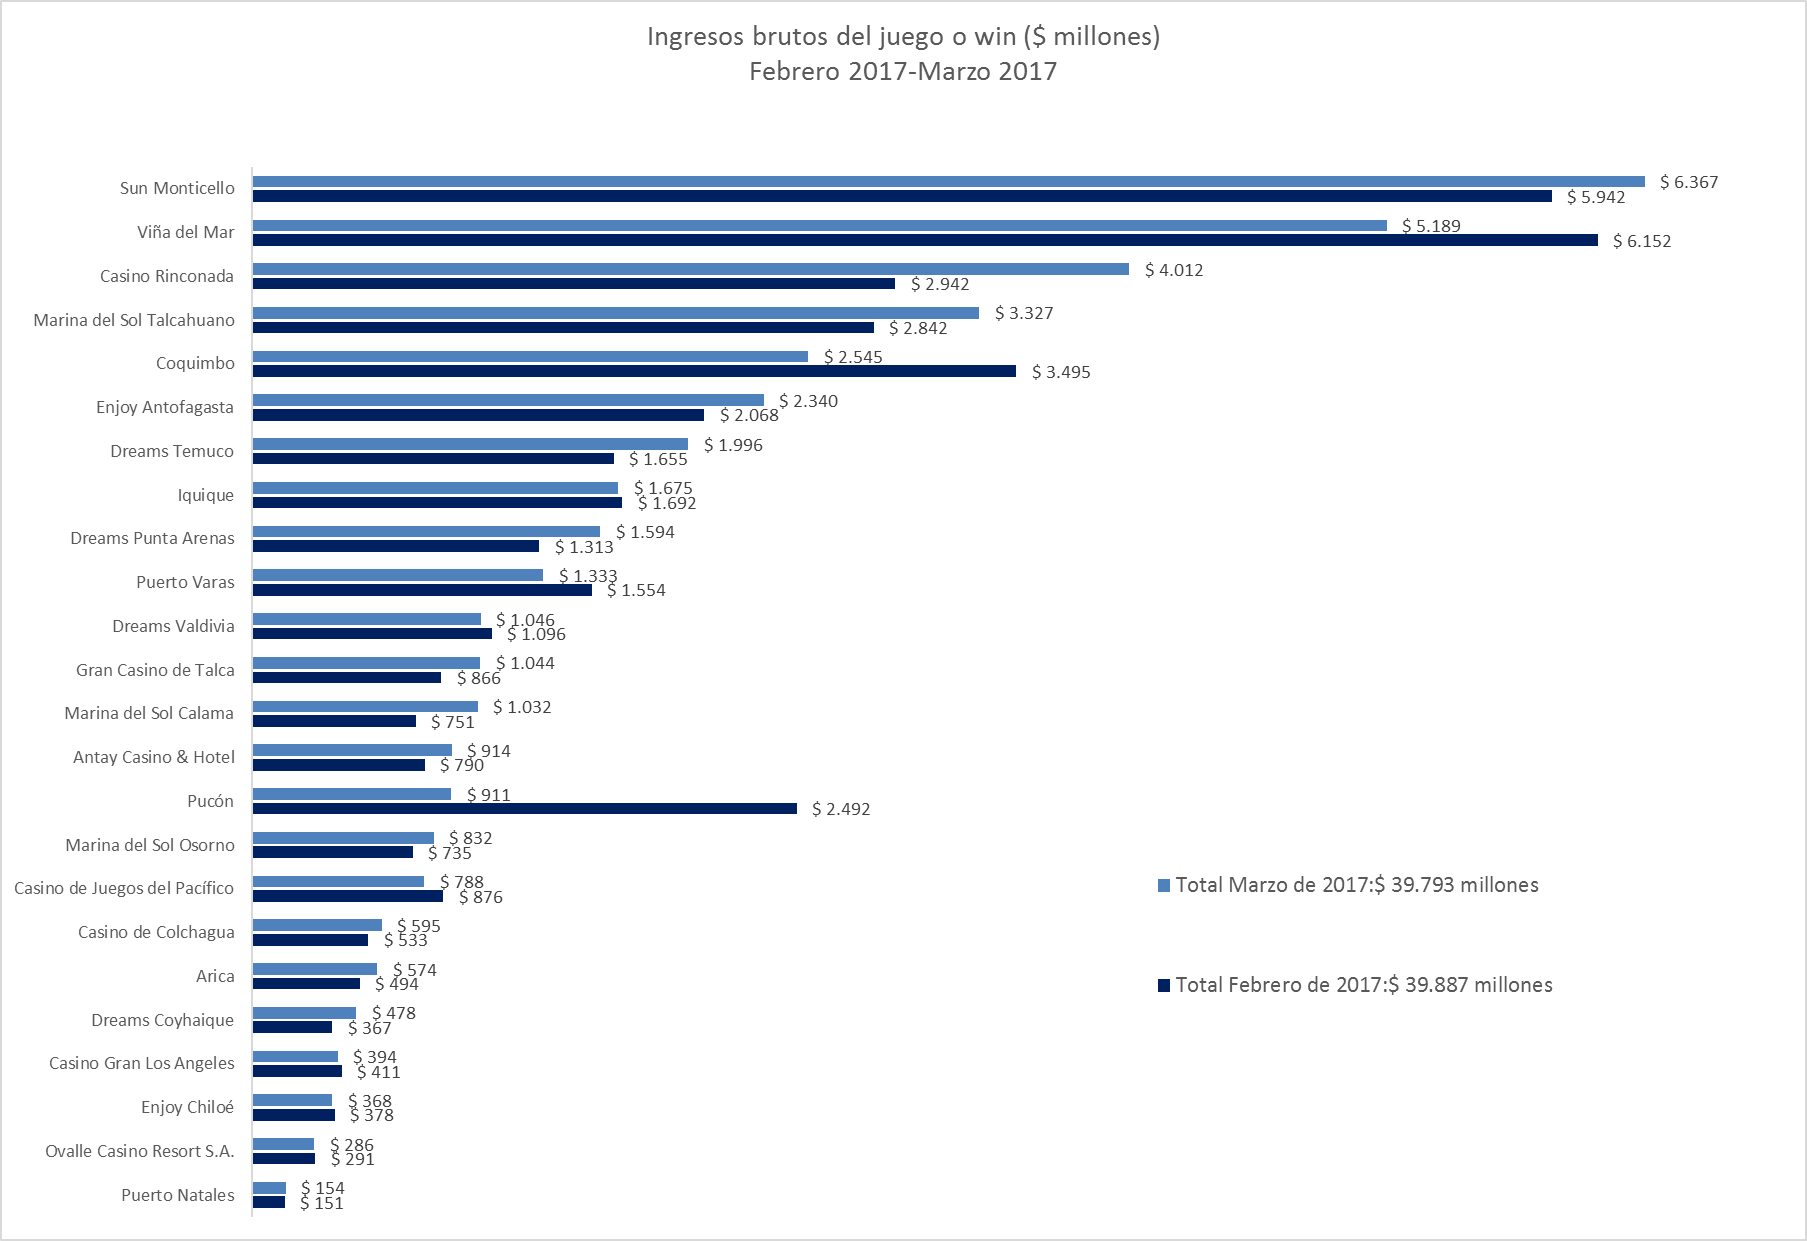 Ingresos brutos del juego o win ($ millones)
Febrero 2017-Marzo 2017
Sun Monticello
$ 6.367
$ 5.942
Viña del Mar
$ 5.189
$ 6.152
Casino Rinconada
$ 4.012
$ 2.942
Marina del Sol Talcahuano
$ 3.327
$ 2.842
Coquimbo
$ 2.545
$ 3.495
Enjoy Antofagasta
$ 2.340
$ 2.068
Dreams Temuco
$ 1.996
$ 1.655
Iquique
$ 1.675
$ 1.692
Dreams Punta Arenas
$ 1.594
$ 1.313
Puerto Varas
$ 1.333
$ 1.554
Dreams Valdivia
$ 1.046
$ 1.096
Gran Casino de Talca
$ 1.044
$ 866
Marina del Sol Calama
$ 1.032
$ 751
Antay Casino & Hotel
$ 914
$ 790
Pucón
$ 911
$ 2.492
Marina del Sol Osorno
$ 832
$ 735
Casino de Juegos del Pacífico
$ 788
$ 876
Casino de Colchagua
$ 595
$ 533
Arica
$ 574
$ 494
Dreams Coyhaique
$ 478
$ 367
Casino Gran Los Angeles
$ 394
$ 411
Enjoy Chiloé
$ 368
$ 378
Ovalle Casino Resort S.A.
$ 286
$ 291
Puerto Natales
$ 154
$ 151
Total Marzo de 2017:$ 39.793 millones
Total Febrero de 2017:$ 39.887 millones